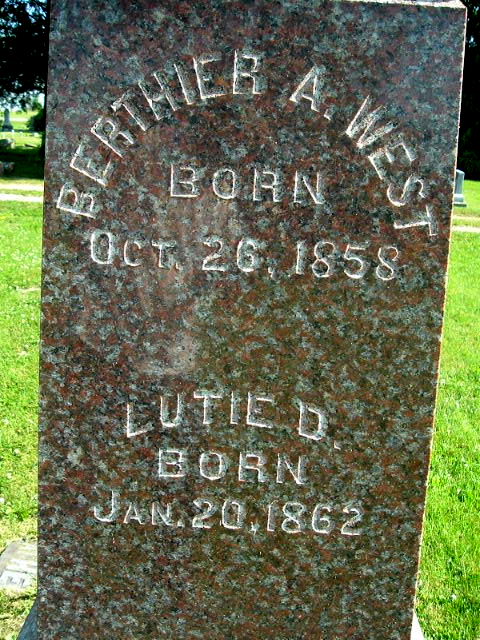 BERTHIER A. WEST
BORN
OCT. 26, 1858
LUTIE D.
BORN
JAN. 20, 1862